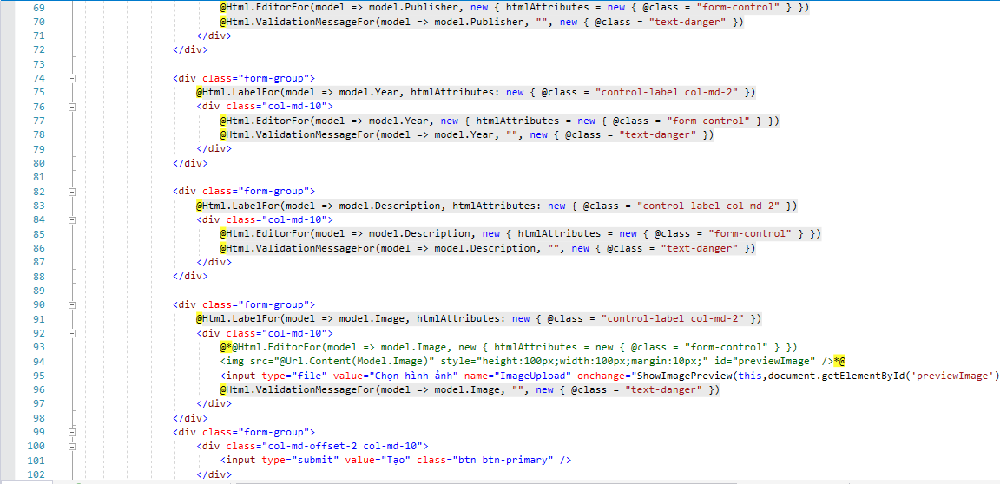 69 @Html.EditorFor(model => model.Publisher, new { htmlAttributes = new { @class = "form-control" } })
70 @Html.ValidationMessageFor(model => model.Publisher, "", new { @class = "text-danger" })
71 </div>
72 </div>
73
74 <div class="form-group">
75 @Html.LabelFor(model => model.Year, htmlAttributes: new { @class = "control-label col-md-2" })
76 <div class="col-md-10">
77 @Html.EditorFor(model => model.Year, new { htmlAttributes = new { @class = "form-control" } })
78 @Html.ValidationMessageFor(model => model.Year, "", new { @class = "text-danger" })
79 </div>
80 </div>
81
82 <div class="form-group">
83 @Html.LabelFor(model => model.Description, htmlAttributes: new { @class = "control-label col-md-2" })
84 <div class="col-md-10">
85 @Html.EditorFor(model => model.Description, new { htmlAttributes = new { @class = "form-control" } })
86 @Html.ValidationMessageFor(model => model.Description, "", new { @class = "text-danger" })
87 </div>
88 </div>
89
90 <div class="form-group">
91 @Html.LabelFor(model => model.Image, htmlAttributes: new { @class = "control-label col-md-2" })
92 <div class="col-md-10">
93 @*@Html.EditorFor(model => model.Image, new { htmlAttributes = new { @class = "form-control" } })
94 <img src="@Url.Content(Model.Image)" style="height:100px;width:100px;margin:10px;" id="previewImage" />*@
95 <input type="file" value="Chọn hình ảnh" name="ImageUpload" onchange="ShowImagePreview(this,document.getElementById('previewImage')
96 @Html.ValidationMessageFor(model => model.Image, "", new { @class = "text-danger" })
97 </div>
98 </div>
99 <div class="form-group">
100 <div class="col-md-offset-2 col-md-10">
101 <input type="submit" value="Tạo" class="btn btn-primary" />
102 </div>